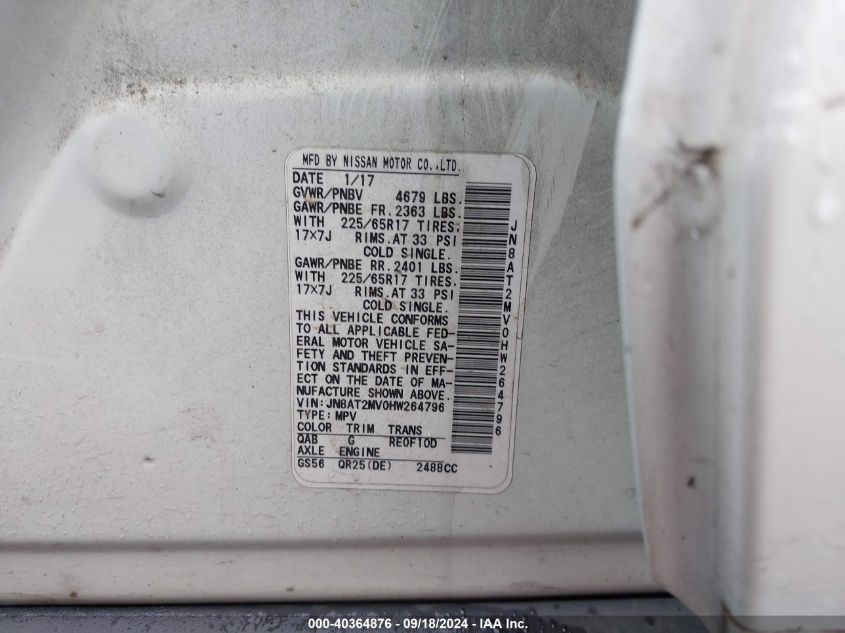 MFD BY NISSAN MOTOR CO.,LTD.
DATE 1/17
GVWR/PNBV 4679 LBS.
GAWR/PNBE FR. 2363 LBS.
WITH 225/65R17 TIRES.
17×7J RIMS.AT 33 PSI
COLD SINGLE.
GAWR/PNBE RR. 2401 LBS.
WITH 225/65R17 TIRES.
17×7J RIMS.AT 33 PSI
COLD SINGLE.
THIS VEHICLE CONFORMS
TO ALL APPLICABLE FED-
ERAL MOTOR VEHICLE SA-
FETY AND THEFT PREVEN-
TION STANDARDS IN EFF-
ECT ON THE DATE OF MA-
NUFACTURE SHOWN ABOVE.
VIN:JN8AT2MV0HW264796
TYPE:MPV
COLOR TRIM TRANS
QAB G RE0F10D
AXLE ENGINE
GS56 QR25(DE) 2488CC
JN8AT2MV0HW264796
000-40364876 - 09/18/2024 - IAA Inc.